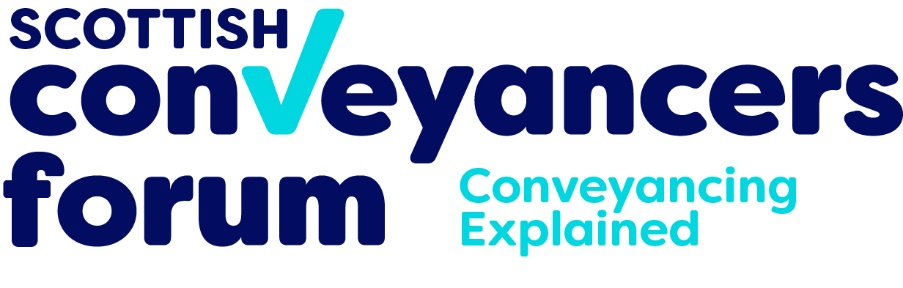 SCOTTISH
conveyancers
forum
Conveyancing
Explained